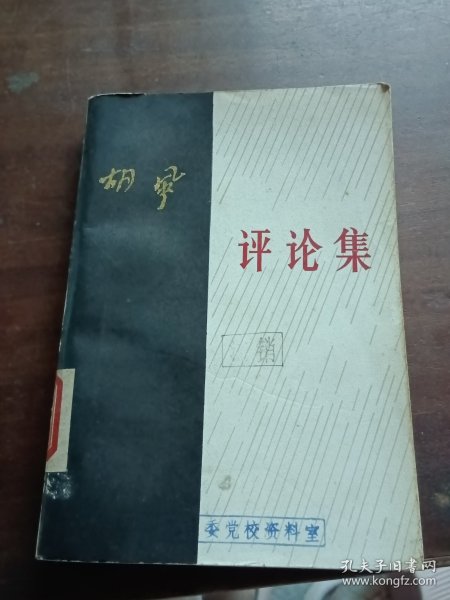 胡风
评论集
销
委党校资料室
孔夫子旧书网
www.kongfz.com